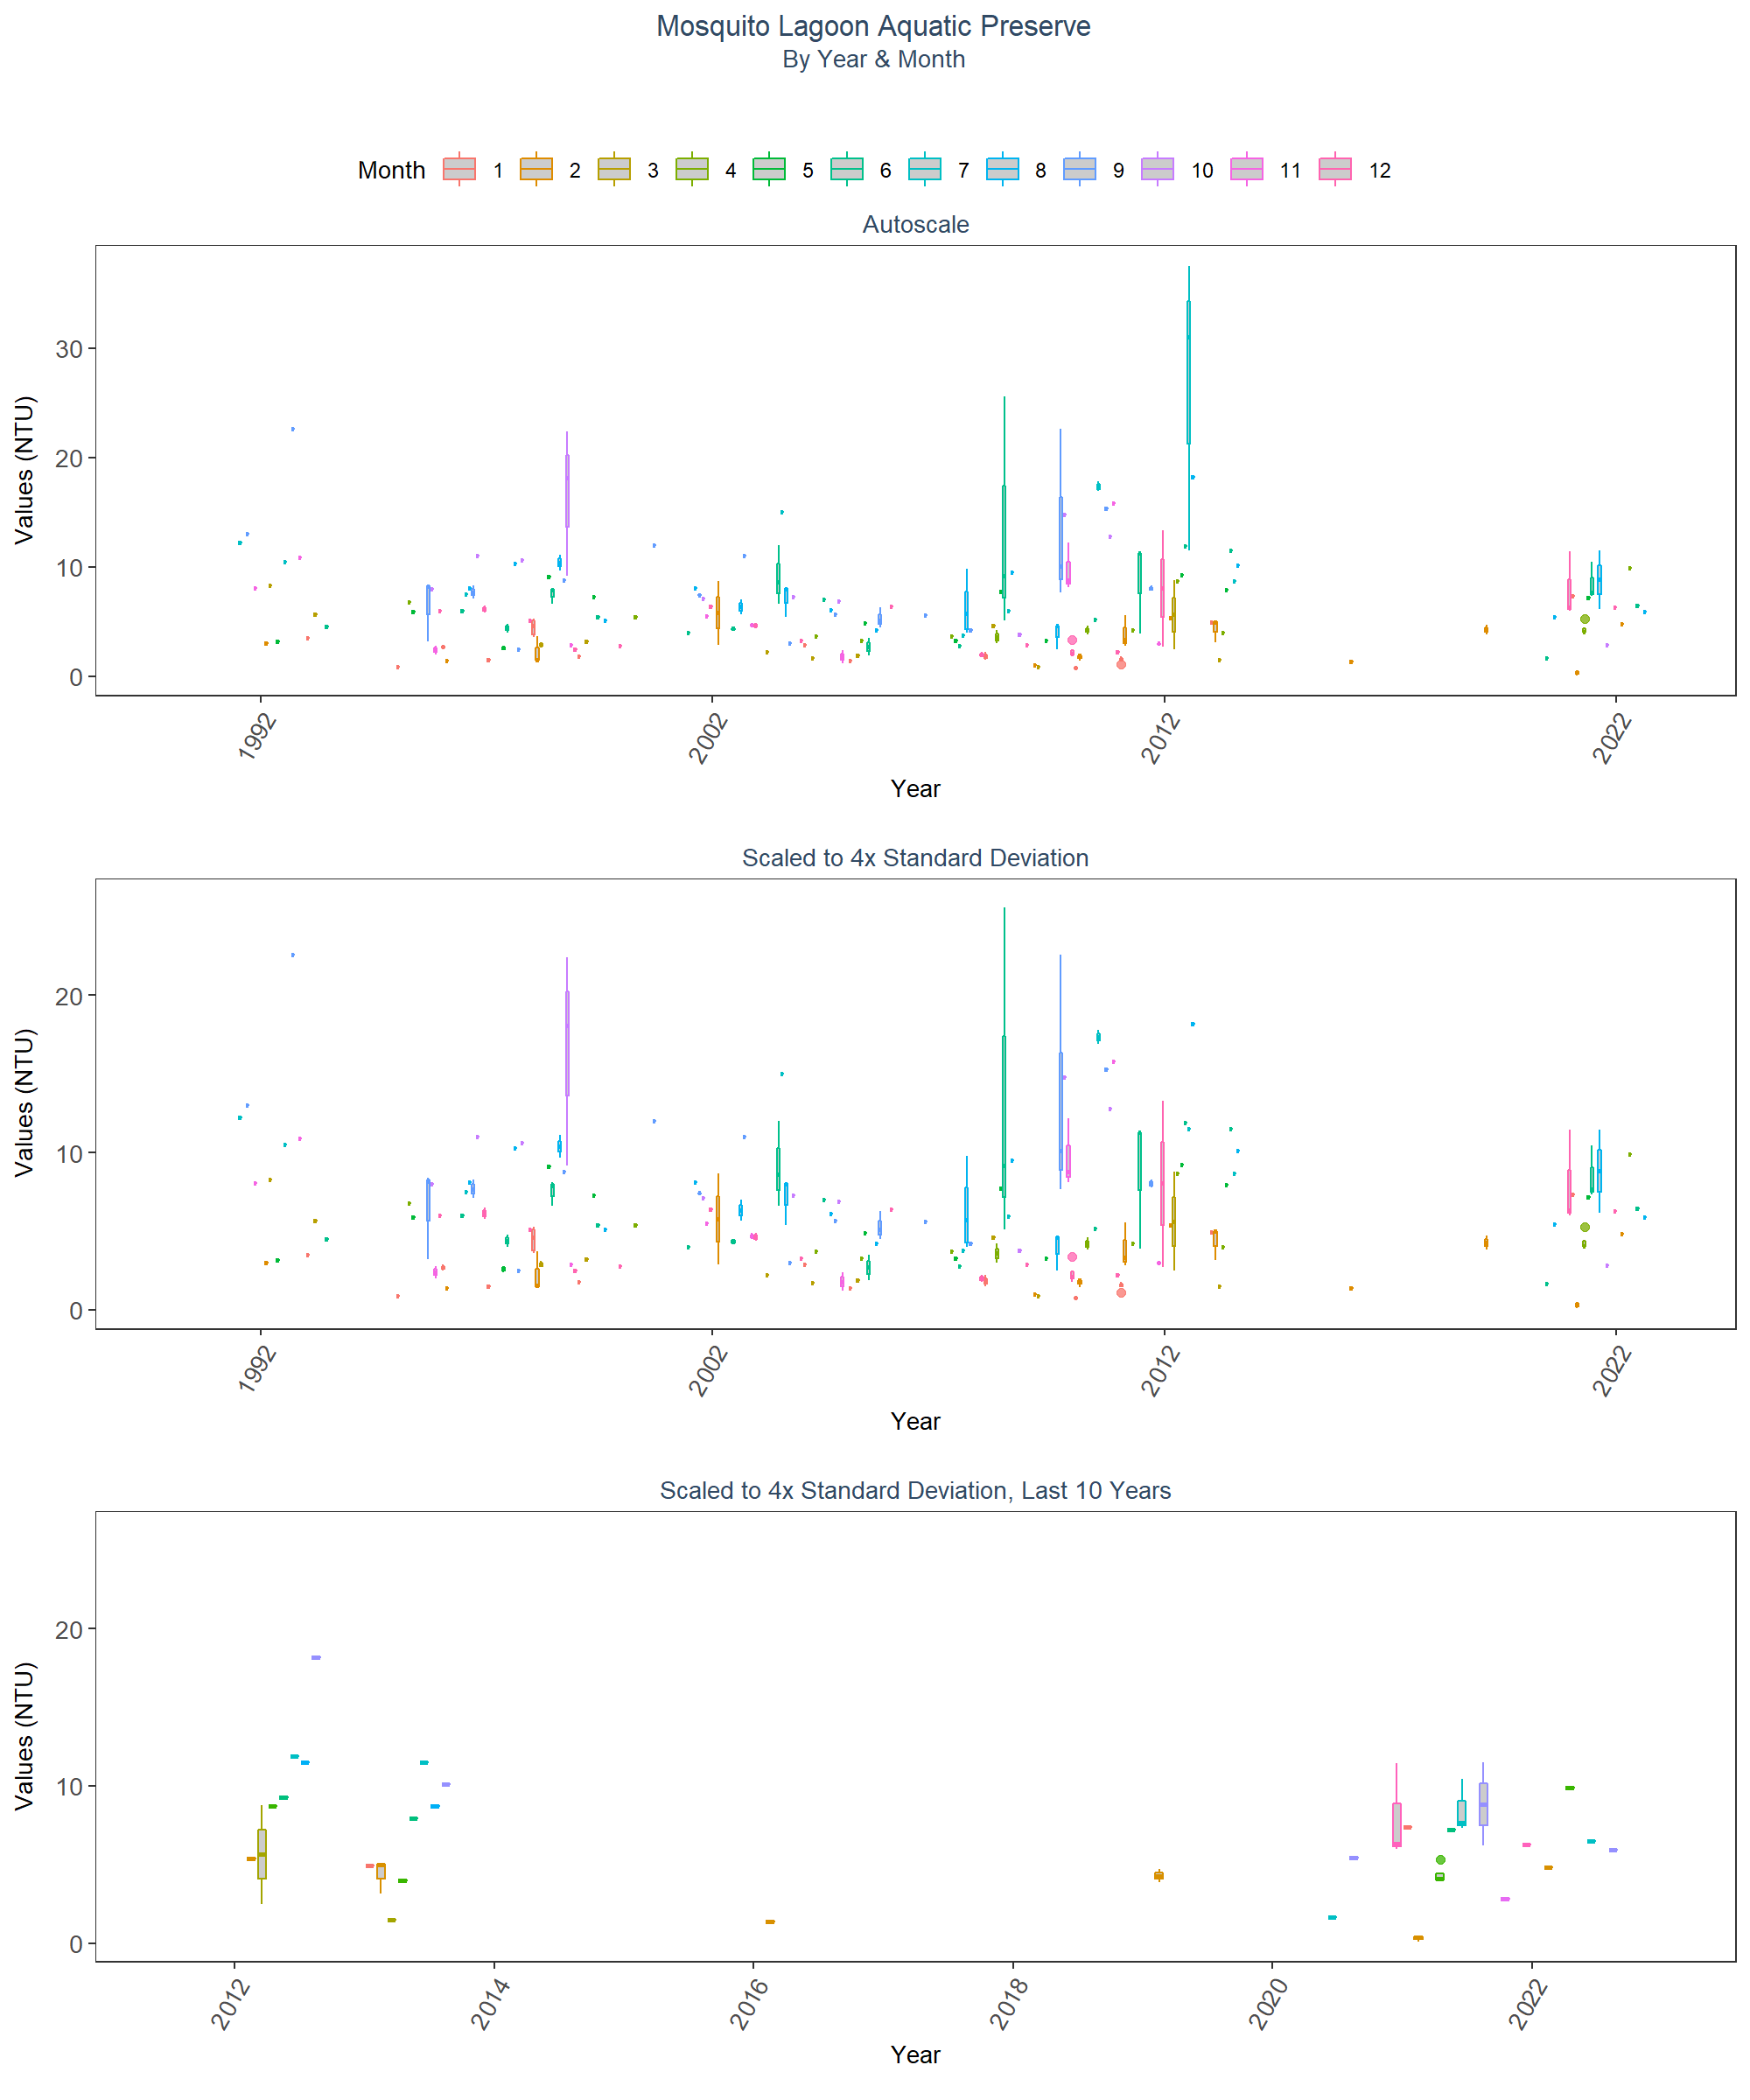 Mosquito Lagoon Aquatic Preserve
By Year & Month
Month 1 2 3 4 5 6 7 8 9 10 11 12
Autoscale
Values (NTU)
30
20
10
0
1992 2002 2012 2022
Year
Scaled to 4x Standard Deviation
Values (NTU)
20
10
0
1992 2002 2012 2022
Year
Scaled to 4x Standard Deviation, Last 10 Years
Values (NTU)
20
10
0
2012 2014 2016 2018 2020 2022
Year